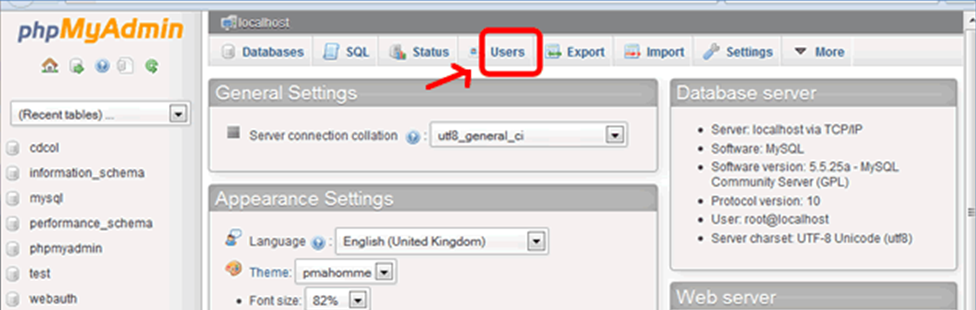 phpMyAdmin
(Recent tables) ...
cdcol
information_schema
mysql
performance_schema
phpmyadmin
test
webauth
localhost
Databases SQL Status Users Export Import Settings More
General Settings
Server connection collation : utf8_general_ci
Appearance Settings
Language : English (United Kingdom)
Theme: pmahomme
• Font size: 82%
Database server
• Server: localhost via TCP/IP
• Software: MySQL
• Software version: 5.5.25a - MySQL
Community Server (GPL)
• Protocol version: 10
• User: root@localhost
• Server charset: UTF-8 Unicode (utf8)
Web server